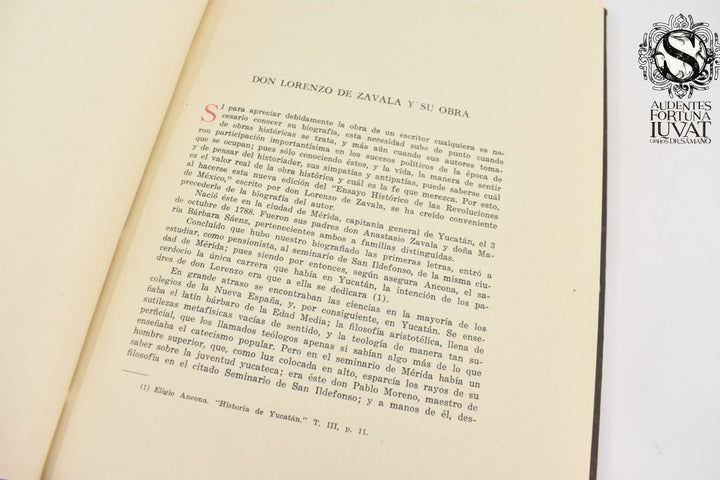 DON LORENZO DE ZAVALA Y SU OBRA
SI para apreciar debidamente la obra de un escritor cualquiera es ne-
cesario conocer su biografía, esta necesidad sube de punto cuando
de obras históricas se trata, y más aún cuando sus autores toma-
ron participación importantísima en los sucesos políticos de la época de
que se ocupan; pues sólo conociendo éstos, y la vida, la manera de sentir
y de pensar del historiador, sus simpatías y antipatías, puede saberse cuál
es el valor real de la obra histórica y cuál es la fe que merezca. Por esto,
al hacerse esta nueva edición del "Ensayo Histórico de las Revoluciones
de México," escrito por don Lorenzo de Zavala, se ha creído conveniente
precederlo de la biografía del autor.
Nació éste en la ciudad de Mérida, capitanía general de Yucatán, el 3
de octubre de 1788. Fueron sus padres don Anastasio Zavala y doña Ma-
ría Bárbara Sáenz, pertenecientes ambos a familias distinguidas.
Concluído que hubo nuestro biografiado las primeras letras, entró a
estudiar, como pensionista, al seminario de San Ildefonso, de la misma ciu-
dad de Mérida; pues siendo por entonces, según asegura Ancona, el sa-
cerdocio la única carrera que había en Yucatán, la intención de los pa-
dres de don Lorenzo era que a ella se dedicara (1).
En grande atraso se encontraban las ciencias en la mayoría de los
colegios de la Nueva España, y, por consiguiente, en Yucatán. Se ense-
ñaba el latín bárbaro de la Edad Media; la filosofía aristotélica, llena de
sutilezas metafísicas vacías de sentido, y la teología de manera tan su-
perficial, que los llamados teólogos apenas si sabían algo más de lo que
enseñaba el catecismo popular. Pero en el seminario de Mérida había un
hombre superior, que, como luz colocada en alto, esparcía los rayos de su
saber sobre la juventud yucateca; era éste don Pablo Moreno, maestro de
filosofía en el citado Seminario de San Ildefonso; y a manos de él, des-
(1) Eligio Ancona. "Historia de Yucatán." T. III, p. 11.
S
AUDENTES
FORTUNA
IUVAT
LIBROS DR. SÁMANO